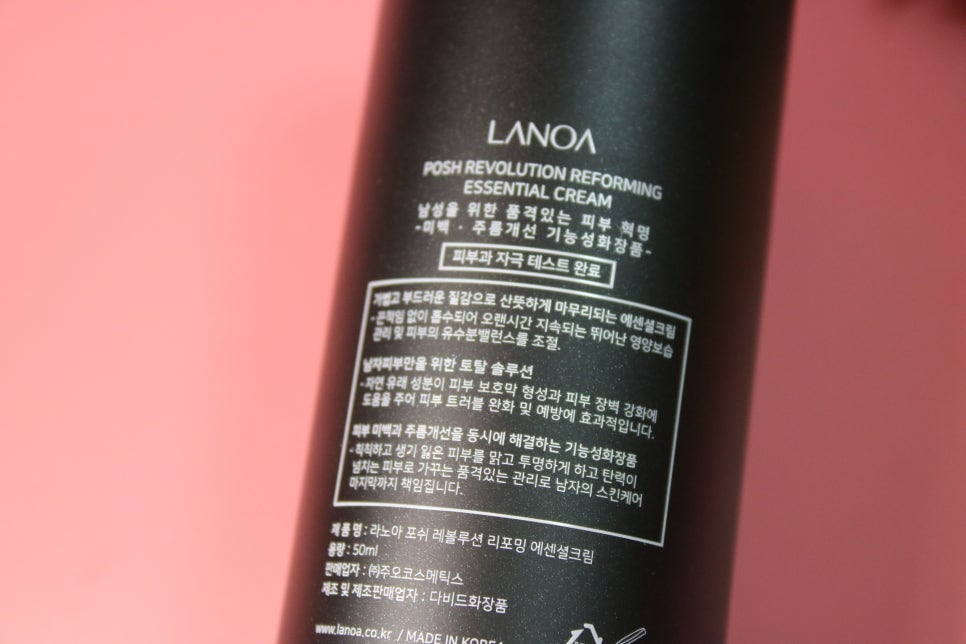 LANOA
POSH REVOLUTION REFORMING
ESSENTIAL CREAM
남성을 위한 품격있는 피부 혁명
-미백 · 주름개선 기능성화장품-
피부과 자극 테스트 완료
가볍고 부드러운 질감으로 산뜻하게 마무리되는 에센셜크림
- 끈적임 없이 흡수되어 오랜시간 지속되는 뛰어난 영양보습
관리 및 피부의 유수분밸런스를 조절.
남자피부만을 위한 토탈 솔루션
- 자연 유래 성분이 피부 보호막 형성과 피부 장벽 강화에
도움을 주어 피부 트러블 완화 및 예방에 효과적입니다.
피부 미백과 주름개선을 동시에 해결하는 기능성화장품
- 칙칙하고 생기 잃은 피부를 맑고 투명하게 하고 탄력이
넘치는 피부로 가꾸는 품격있는 관리로 남자의 스킨케어
마지막까지 책임집니다.
제 품 명 : 라노아 포쉬 레볼루션 리포밍 에센셜크림
용량 : 50ml
판매업자 : ㈜주오코스메틱스
제조 및 제조판매업자 : 다비드화장품
www.lanoa.co.kr / MADE IN KOREA